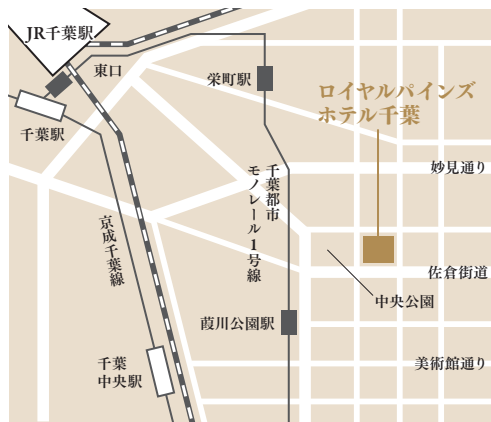 JR千葉駅
東口
千葉駅
栄町駅
ロイヤルパインズ
ホテル千葉
妙見通り
千葉都市
モノレール1号線
京成千葉線
佐倉街道
中央公園
葭川公園駅
千葉
中央駅
美術館通り